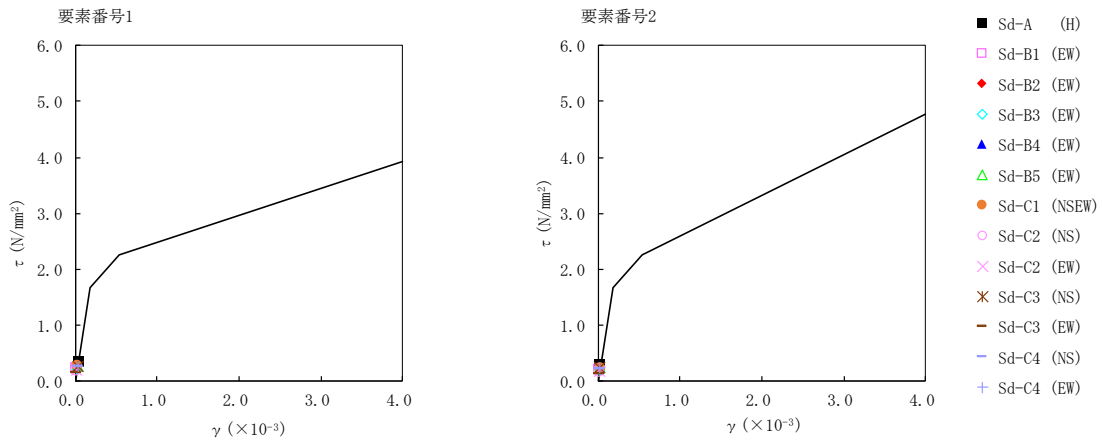 要素番号1
6.0
5.0
4.0
3.0
2.0
1.0
0.0
τ (N/mm²)
0.0 1.0 2.0 3.0 4.0
γ (×10⁻³)
要素番号2
6.0
5.0
4.0
3.0
2.0
1.0
0.0
τ (N/mm²)
0.0 1.0 2.0 3.0 4.0
γ (×10⁻³)
Sd-A (H)
Sd-B1 (EW)
Sd-B2 (EW)
Sd-B3 (EW)
Sd-B4 (EW)
Sd-B5 (EW)
Sd-C1 (NSEW)
Sd-C2 (NS)
Sd-C2 (EW)
Sd-C3 (NS)
Sd-C3 (EW)
Sd-C4 (NS)
Sd-C4 (EW)